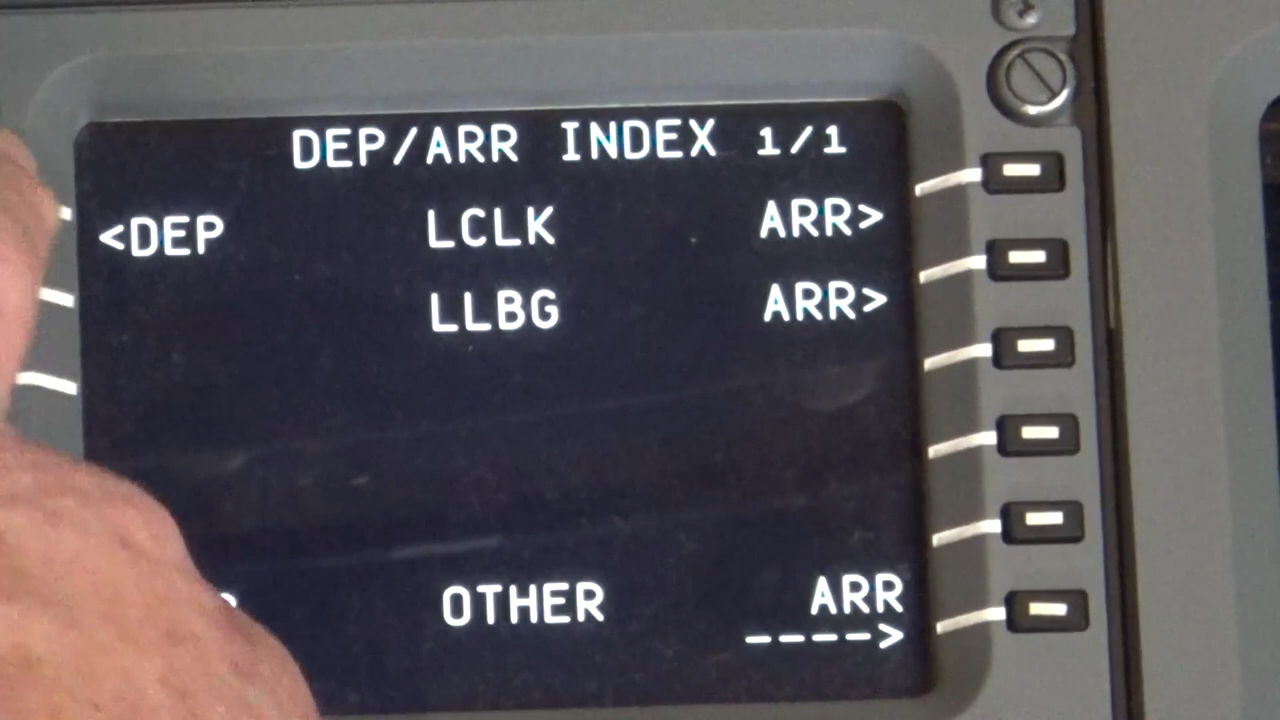 DEP/ARR INDEX 1/1
<DEP LCLK ARR>
LLBG ARR>
OTHER ARR
---->